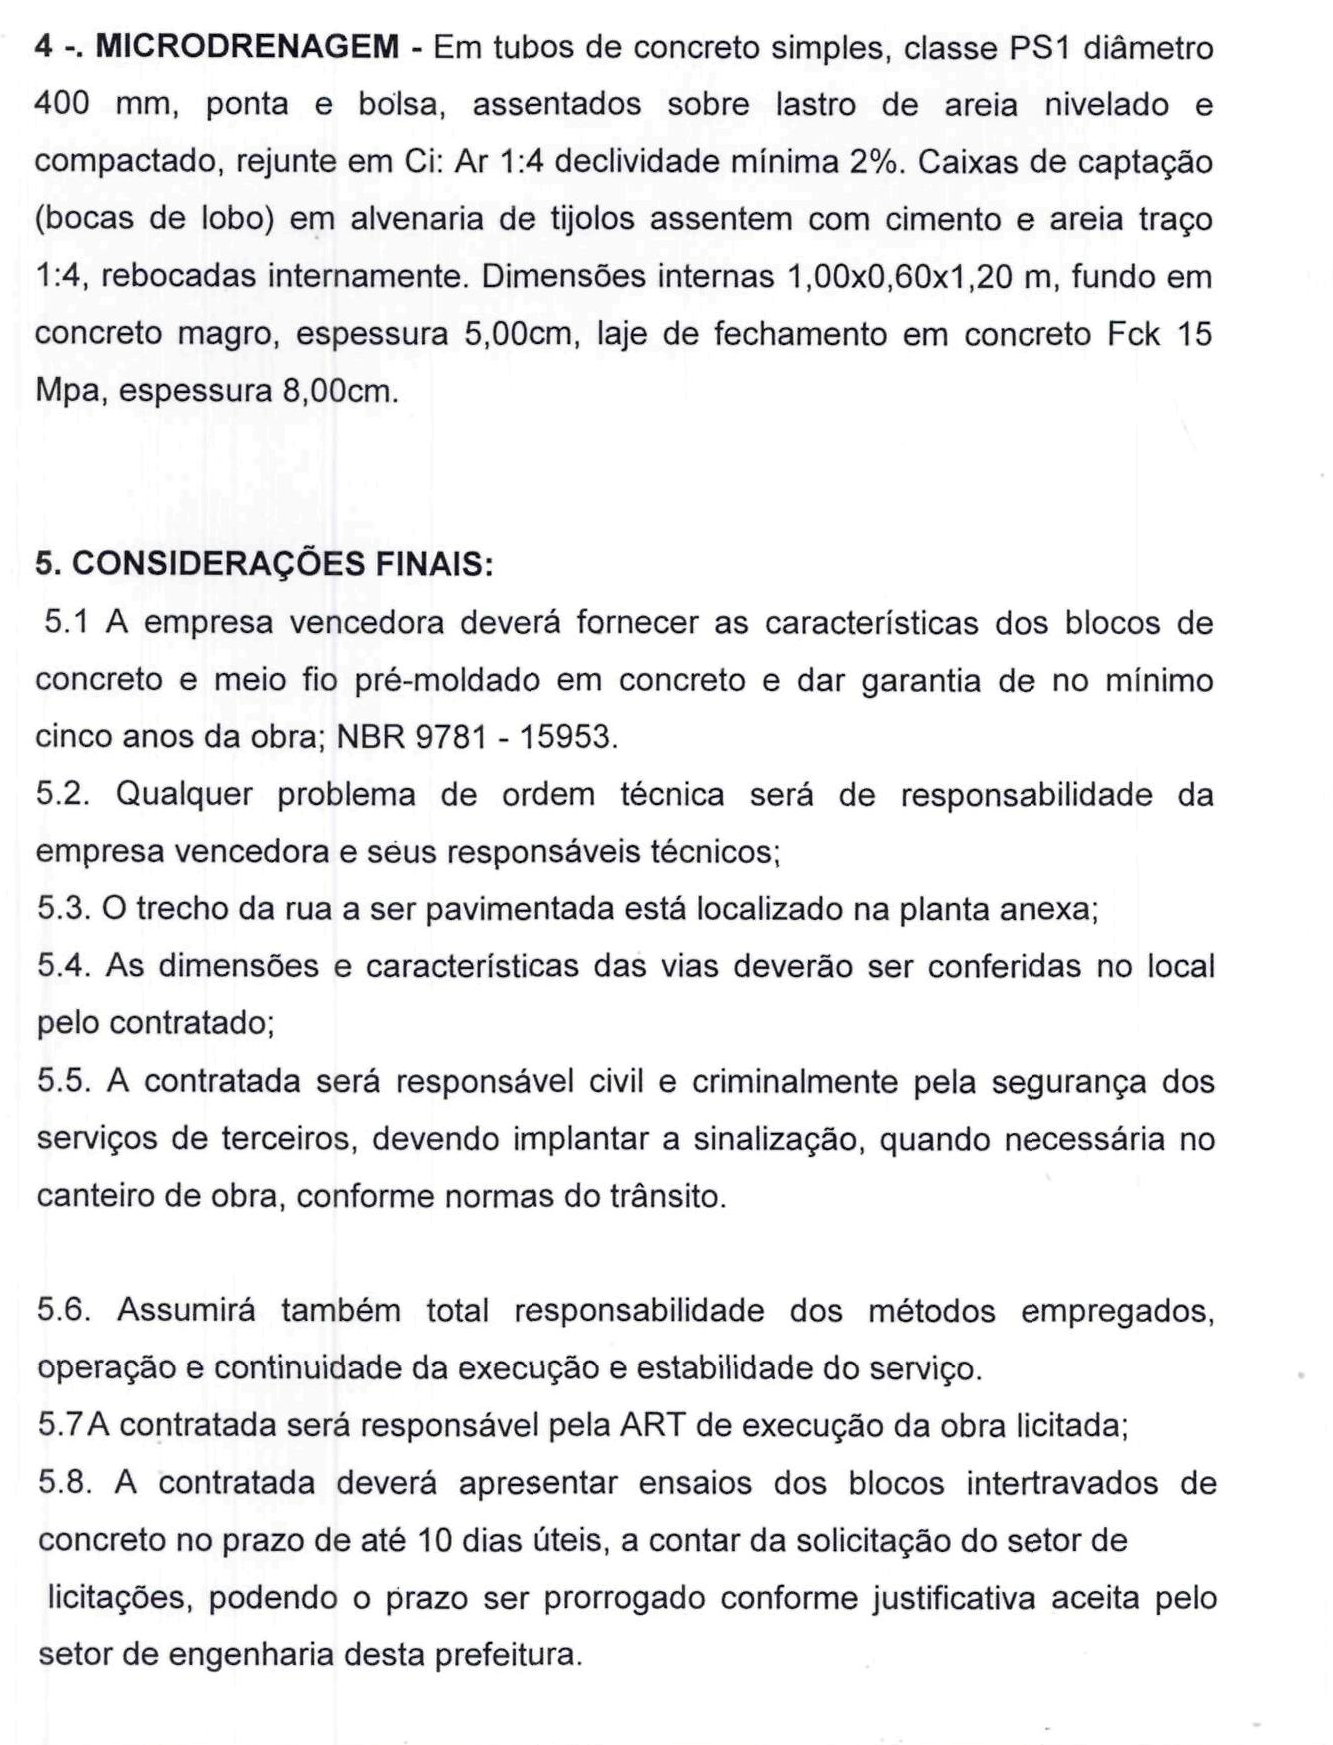 4 -. MICRODRENAGEM - Em tubos de concreto simples, classe PS1 diâmetro
400 mm, ponta e bolsa, assentados sobre lastro de areia nivelado e
compactado, rejunte em Ci: Ar 1:4 declividade mínima 2%. Caixas de captação
(bocas de lobo) em alvenaria de tijolos assentem com cimento e areia traço
1:4, rebocadas internamente. Dimensões internas 1,00x0,60x1,20 m, fundo em
concreto magro, espessura 5,00cm, laje de fechamento em concreto Fck 15
Mpa, espessura 8,00cm.
5. CONSIDERAÇÕES FINAIS:
5.1 A empresa vencedora deverá fornecer as características dos blocos de
concreto e meio fio pré-moldado em concreto e dar garantia de no mínimo
cinco anos da obra; NBR 9781 - 15953.
5.2. Qualquer problema de ordem técnica será de responsabilidade da
empresa vencedora e seus responsáveis técnicos;
5.3. O trecho da rua a ser pavimentada está localizado na planta anexa;
5.4. As dimensões e características das vias deverão ser conferidas no local
pelo contratado;
5.5. A contratada será responsável civil e criminalmente pela segurança dos
serviços de terceiros, devendo implantar a sinalização, quando necessária no
canteiro de obra, conforme normas do trânsito.
5.6. Assumirá também total responsabilidade dos métodos empregados,
operação e continuidade da execução e estabilidade do serviço.
5.7A contratada será responsável pela ART de execução da obra licitada;
5.8. A contratada deverá apresentar ensaios dos blocos intertravados de
concreto no prazo de até 10 dias úteis, a contar da solicitação do setor de
licitações, podendo o prazo ser prorrogado conforme justificativa aceita pelo
setor de engenharia desta prefeitura.